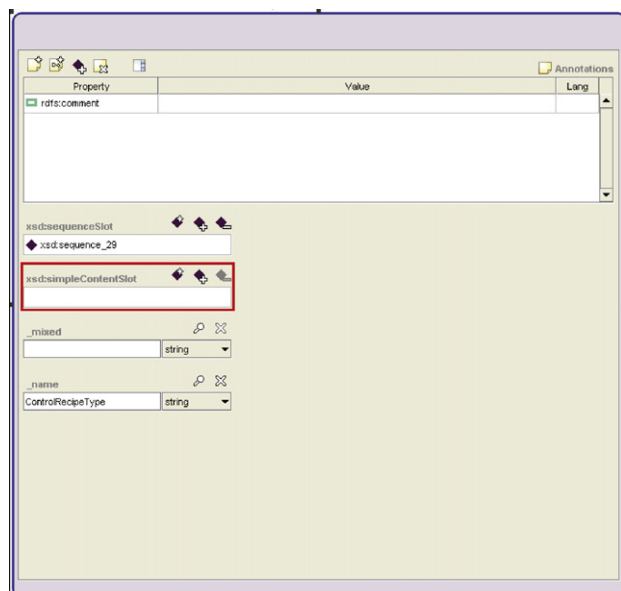 Annotations
Property Value Lang
rdfs:comment
xsd:sequenceSlot
xsd:sequence_29
xsd:simpleContentSlot
_mixed
string
_name
ControlRecipeType string